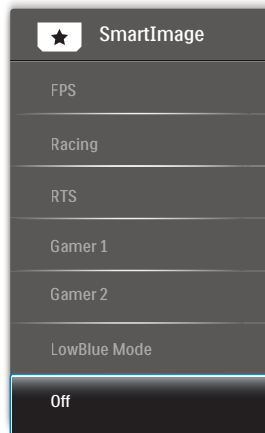 SmartImage
FPS
Racing
RTS
Gamer 1
Gamer 2
LowBlue Mode
Off